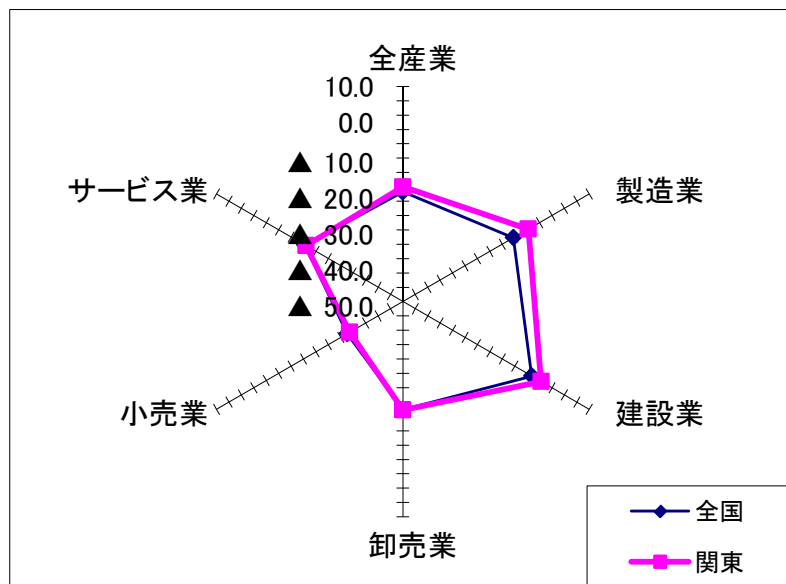 全産業
10.0
0.0
▲ 10.0
▲ 20.0
▲ 30.0
▲ 40.0
▲ 50.0
サービス業
製造業
小売業
建設業
卸売業
全国
関東